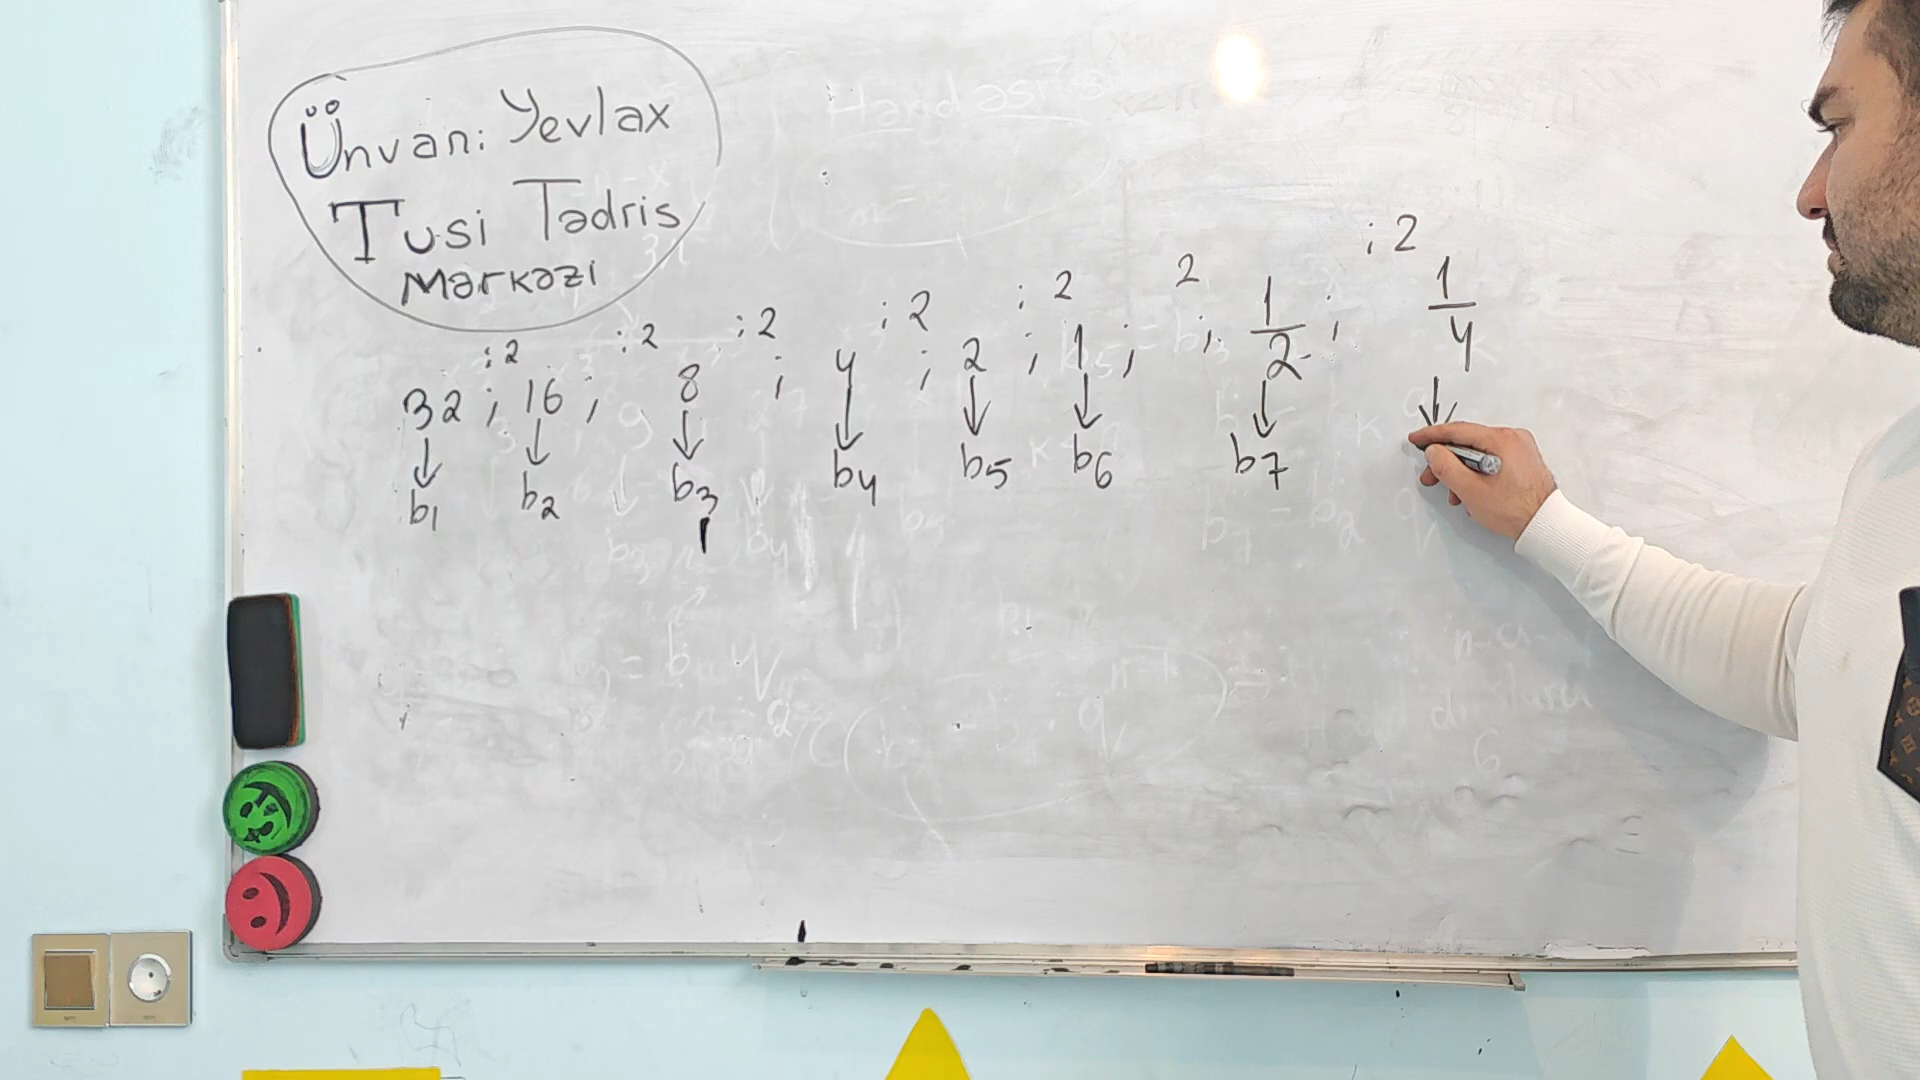 Ünvan: Yevlax
Tusi Tədris
Mərkəzi
:2 :2 :2 :2 :2 2 :2
32; 16; 8; 4; 2; 1; 1/2; 1/4
b1 b2 b3 b4 b5 b6 b7